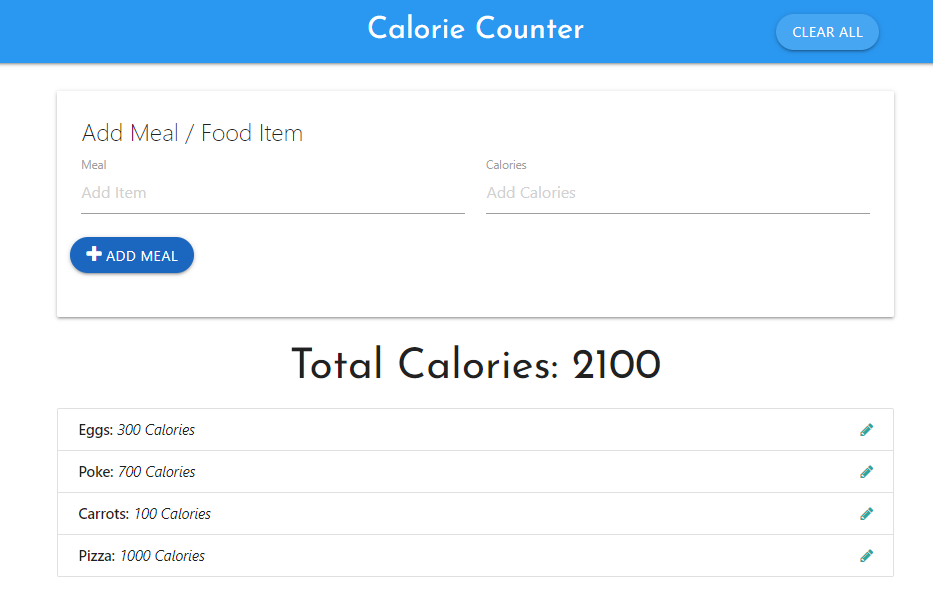 Calorie Counter
CLEAR ALL
Add Meal / Food Item
Meal
Calories
Add Item
Add Calories
ADD MEAL
Total Calories: 2100
Eggs: 300 Calories
Poke: 700 Calories
Carrots: 100 Calories
Pizza: 1000 Calories